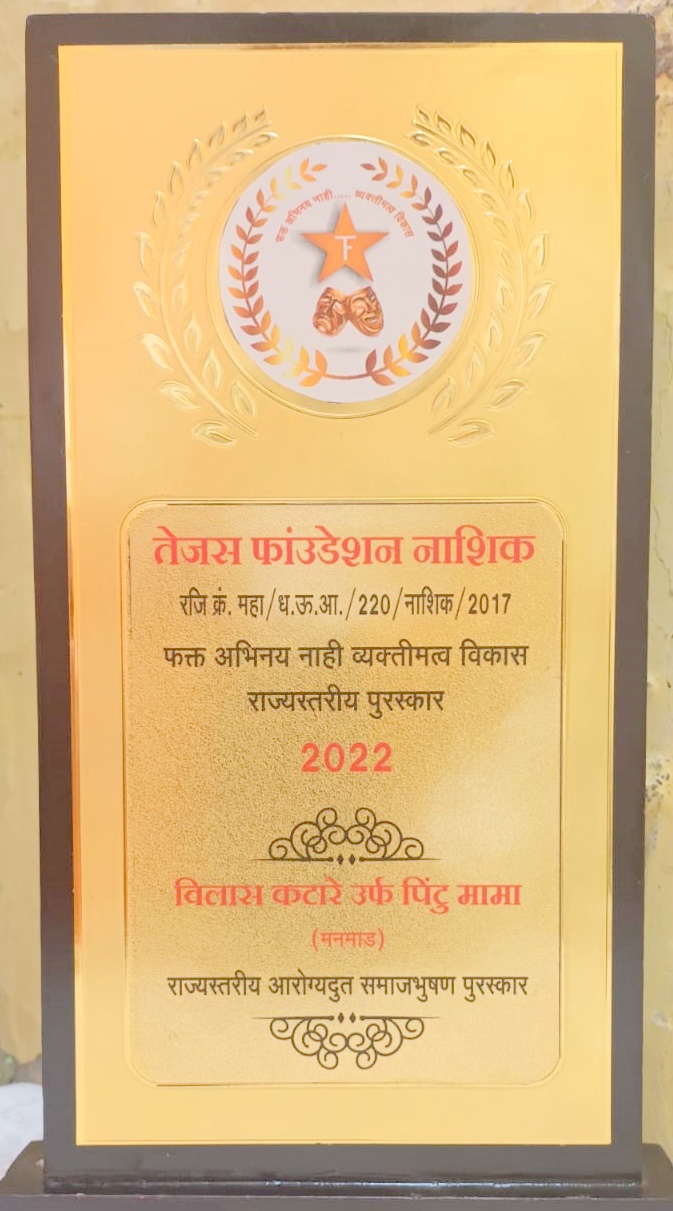 फक्त अभिनय नाही..... व्यक्तीमत्व विकास
TF
तेजस फांउडेशन नाशिक
रजि क्रं. महा/ध.ऊ.आ./220/नाशिक/2017
फक्त अभिनय नाही व्यक्तीमत्व विकास
राज्यस्तरीय पुरस्कार
2022
विलास कटारे उर्फ पिंटु मामा
(मनमाड)
राज्यस्तरीय आरोग्यदुत समाजभुषण पुरस्कार